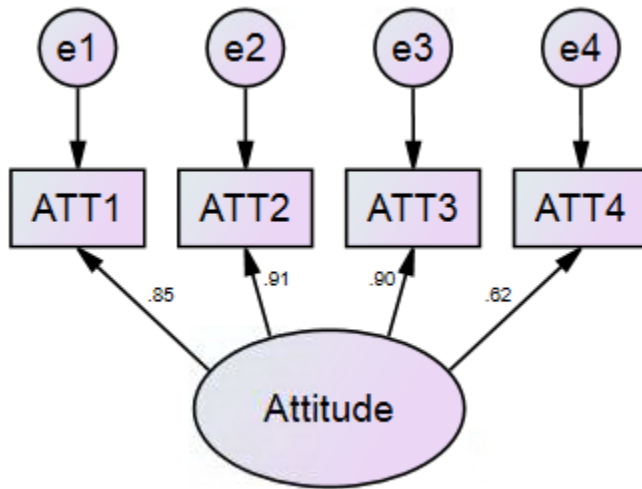 e1 e2 e3 e4
ATT1 ATT2 ATT3 ATT4
.85 .91 .90 .62
Attitude